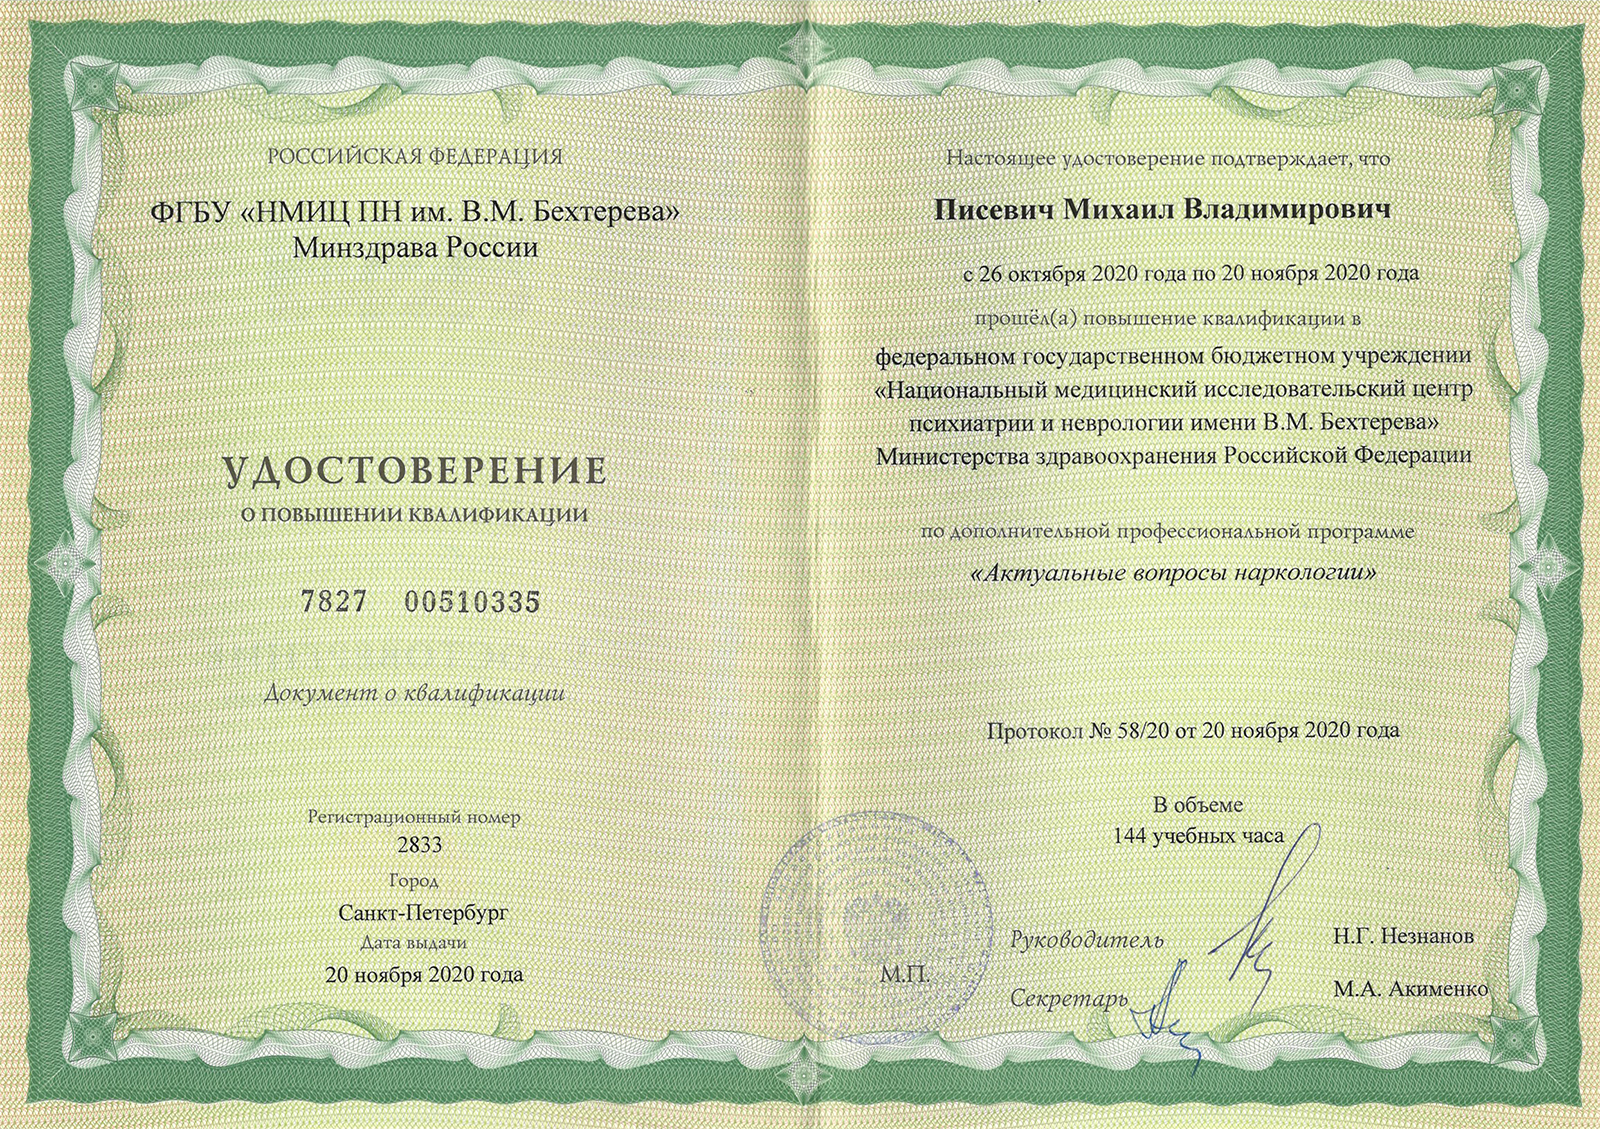 РОССИЙСКАЯ ФЕДЕРАЦИЯ
ФГБУ «НМИЦ ПН им. В.М. Бехтерева»
Минздрава России
УДОСТОВЕРЕНИЕ
О ПОВЫШЕНИИ КВАЛИФИКАЦИИ
7827 00510335
Документ о квалификации
Регистрационный номер
2833
Город
Санкт-Петербург
Дата выдачи
20 ноября 2020 года
Настоящее удостоверение подтверждает, что
Писевич Михаил Владимирович
с 26 октября 2020 года по 20 ноября 2020 года
прошёл(а) повышение квалификации в
федеральном государственном бюджетном учреждении
«Национальный медицинский исследовательский центр
психиатрии и неврологии имени В.М. Бехтерева»
Министерства здравоохранения Российской Федерации
по дополнительной профессиональной программе
«Актуальные вопросы наркологии»
Протокол № 58/20 от 20 ноября 2020 года
В объеме
144 учебных часа
Руководитель Н.Г. Незнанов
М.П.
Секретарь М.А. Акименко